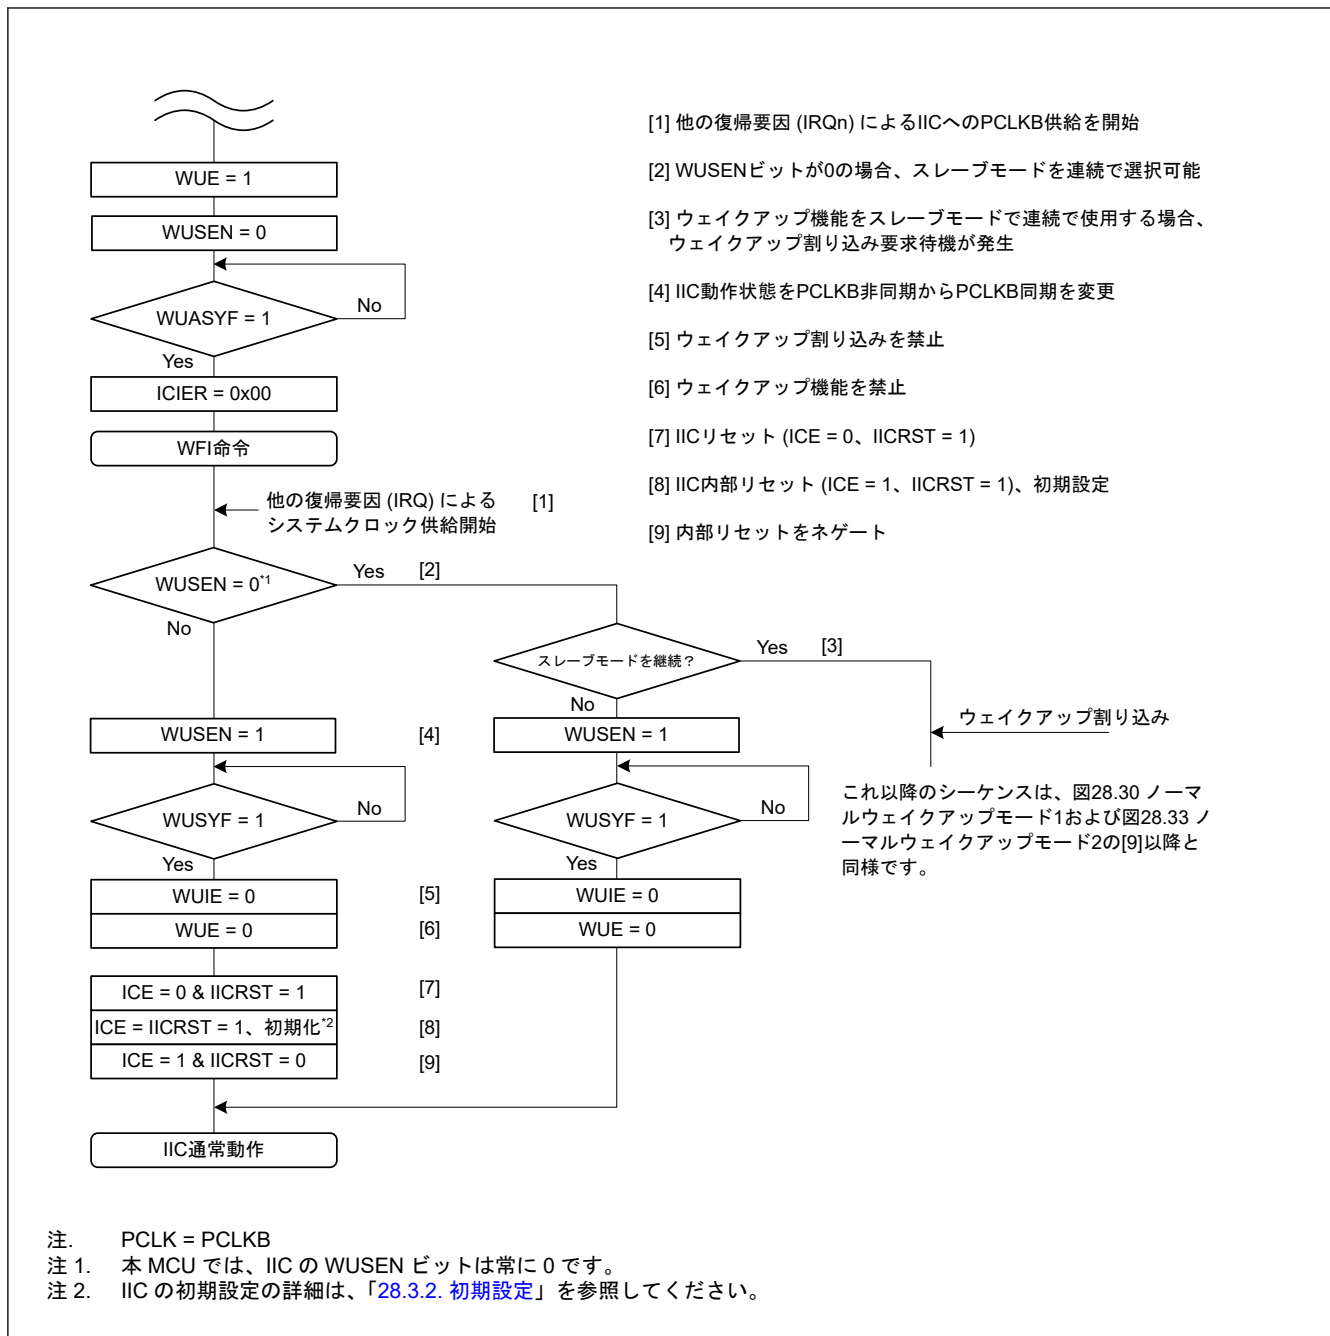 WUE = 1
WUSEN = 0
WUASYF = 1
No
Yes
ICIER = 0x00
WFI命令
他の復帰要因 (IRQ) による
システムクロック供給開始
[1]
WUSEN = 0*1
Yes
[2]
No
スレーブモードを継続？
Yes
[3]
No
ウェイクアップ割り込み
WUSEN = 1
[4]
WUSEN = 1
WUSYF = 1
No
Yes
WUSYF = 1
No
Yes
これ以降のシーケンスは、図28.30 ノーマ
ルウェイクアップモード1および図28.33 ノ
ーマルウェイクアップモード2の[9]以降と
同様です。
WUIE = 0
[5]
WUIE = 0
WUE = 0
[6]
WUE = 0
ICE = 0 & IICRST = 1
[7]
ICE = IICRST = 1、初期化*2
[8]
ICE = 1 & IICRST = 0
[9]
IIC通常動作
[1] 他の復帰要因 (IRQn) によるIICへのPCLKB供給を開始
[2] WUSENビットが0の場合、スレーブモードを連続で選択可能
[3] ウェイクアップ機能をスレーブモードで連続で使用する場合、
ウェイクアップ割り込み要求待機が発生
[4] IIC動作状態をPCLKB非同期からPCLKB同期を変更
[5] ウェイクアップ割り込みを禁止
[6] ウェイクアップ機能を禁止
[7] IICリセット (ICE = 0、IICRST = 1)
[8] IIC内部リセット (ICE = 1、IICRST = 1)、初期設定
[9] 内部リセットをネゲート
注. PCLK = PCLKB
注 1. 本 MCU では、IIC の WUSEN ビットは常に 0 です。
注 2. IIC の初期設定の詳細は、「28.3.2. 初期設定」を参照してください。